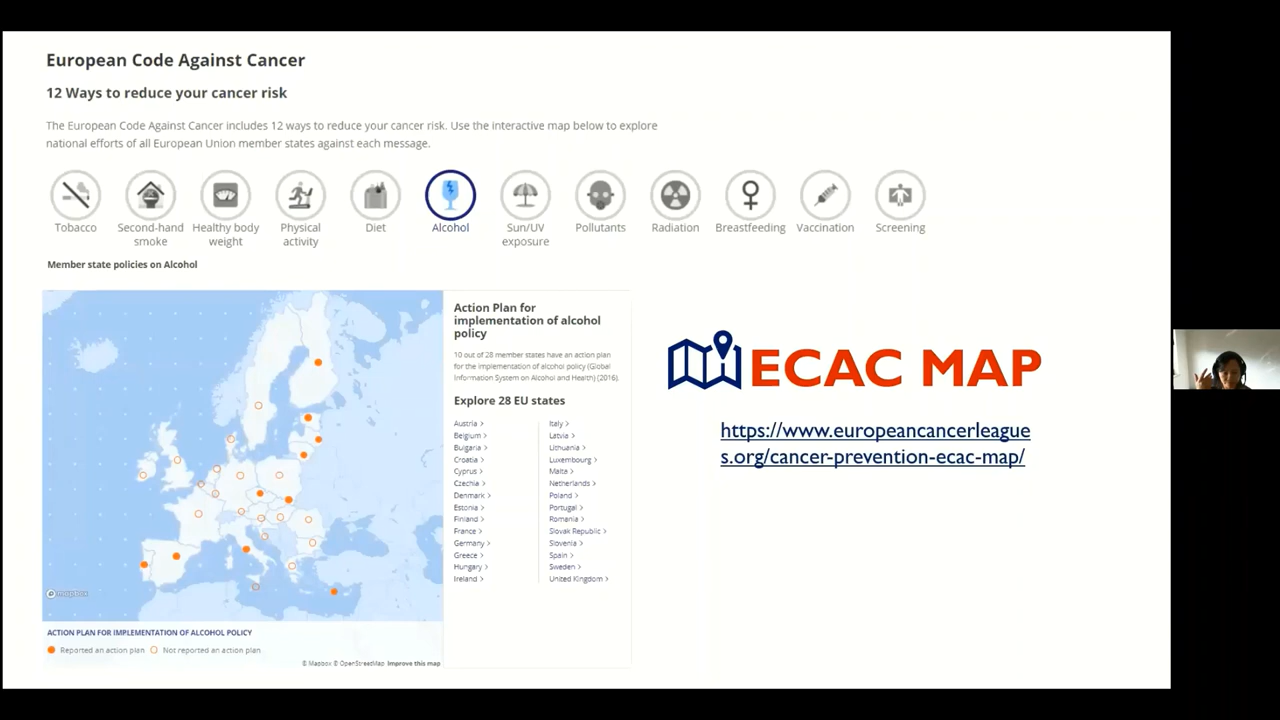 European Code Against Cancer
12 Ways to reduce your cancer risk
The European Code Against Cancer includes 12 ways to reduce your cancer risk. Use the interactive map below to explore
national efforts of all European Union member states against each message.
Tobacco
Second-hand
smoke
Healthy body
weight
Physical
activity
Diet
Alcohol
Sun/UV
exposure
Pollutants
Radiation
Breastfeeding
Vaccination
Screening
Member state policies on Alcohol
mapbox
ACTION PLAN FOR IMPLEMENTATION OF ALCOHOL POLICY
Reported an action plan
Not reported an action plan
© Mapbox © OpenStreetMap Improve this map
Action Plan for
implementation of alcohol
policy
10 out of 28 member states have an action plan
for the implementation of alcohol policy (Global
Information System on Alcohol and Health) (2016).
Explore 28 EU states
Austria >
Belgium >
Bulgaria >
Croatia >
Cyprus >
Czechia >
Denmark >
Estonia >
Finland >
France >
Germany >
Greece >
Hungary >
Ireland >
Italy >
Latvia >
Lithuania >
Luxembourg >
Malta >
Netherlands >
Poland >
Portugal >
Romania >
Slovak Republic >
Slovenia >
Spain >
Sweden >
United Kingdom >
ECAC MAP
https://www.europeancancerleague
s.org/cancer-prevention-ecac-map/